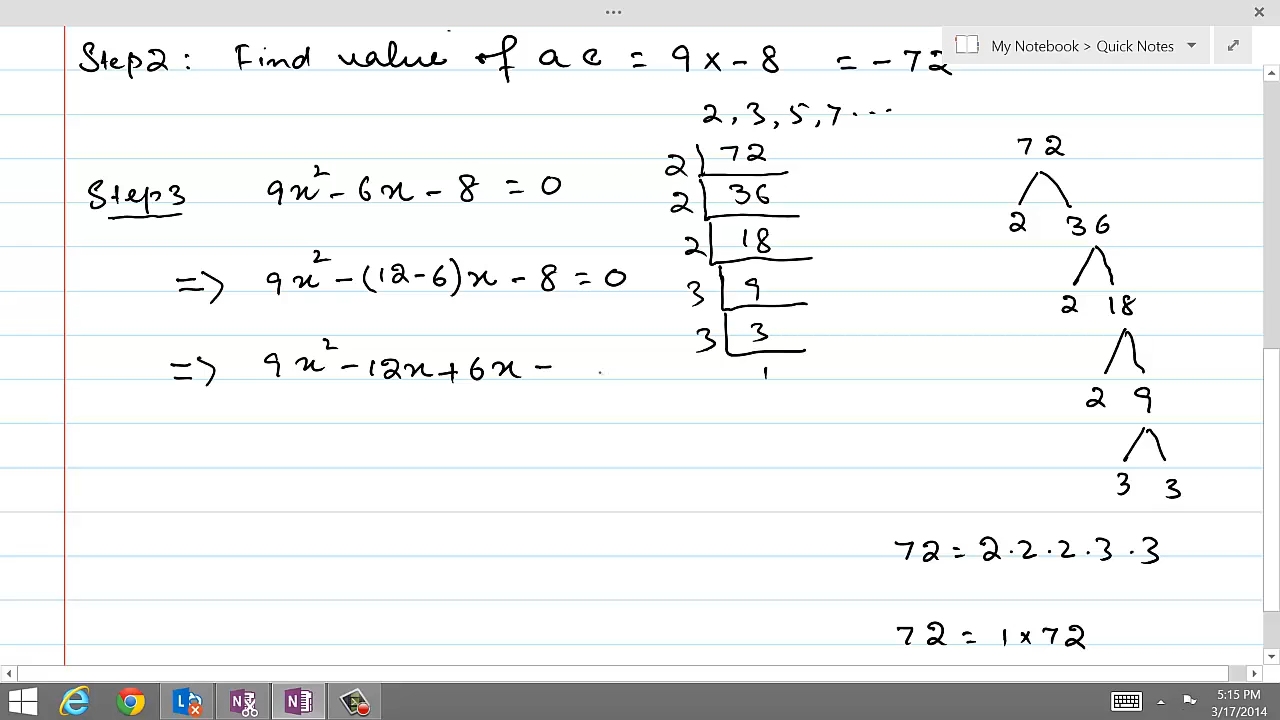 ...
My Notebook > Quick Notes
Step2: Find value of ac = 9 x - 8 = - 72
2, 3, 5, 7 ...
2 | 72
2 | 36
2 | 18
3 | 9
3 | 3
1
Step3 9x² - 6x - 8 = 0
=> 9x² - (12 - 6)x - 8 = 0
=> 9x² - 12x + 6x -
72
2 36
2 18
2 9
3 3
72 = 2 · 2 · 2 · 3 · 3
72 = 1 x 72
5:15 PM
3/17/2014